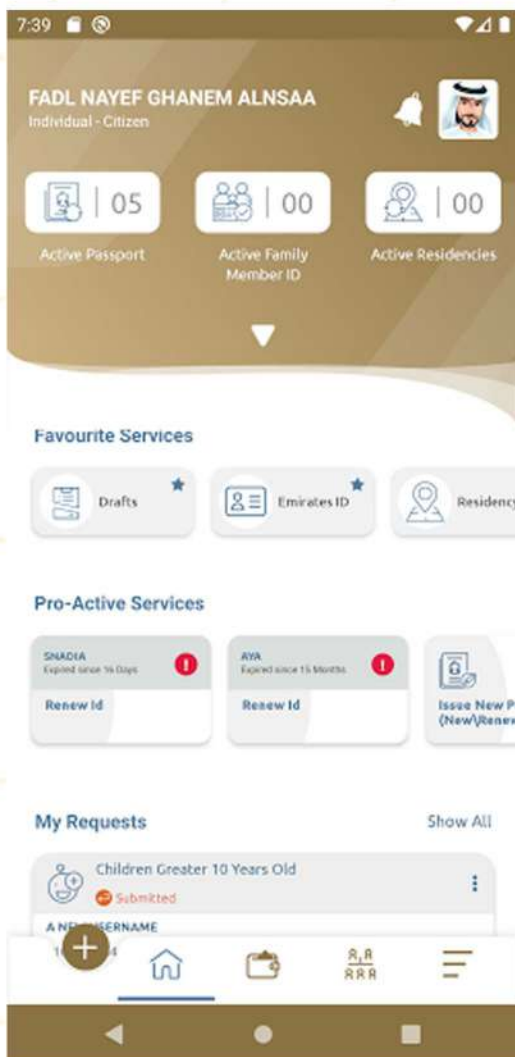 7:39
FADL NAYEF GHANEM ALNSAA
Individual - Citizen
05
00
00
Active Passport
Active Family
Member ID
Active Residencies
Favourite Services
Drafts
Emirates ID
Residency
Pro-Active Services
SNADIA
Expired since 16 Days
Renew Id
AYA
Expired since 15 Months
Renew Id
Issue New P
(New\Renew
My Requests
Show All
Children Greater 10 Years Old
Submitted